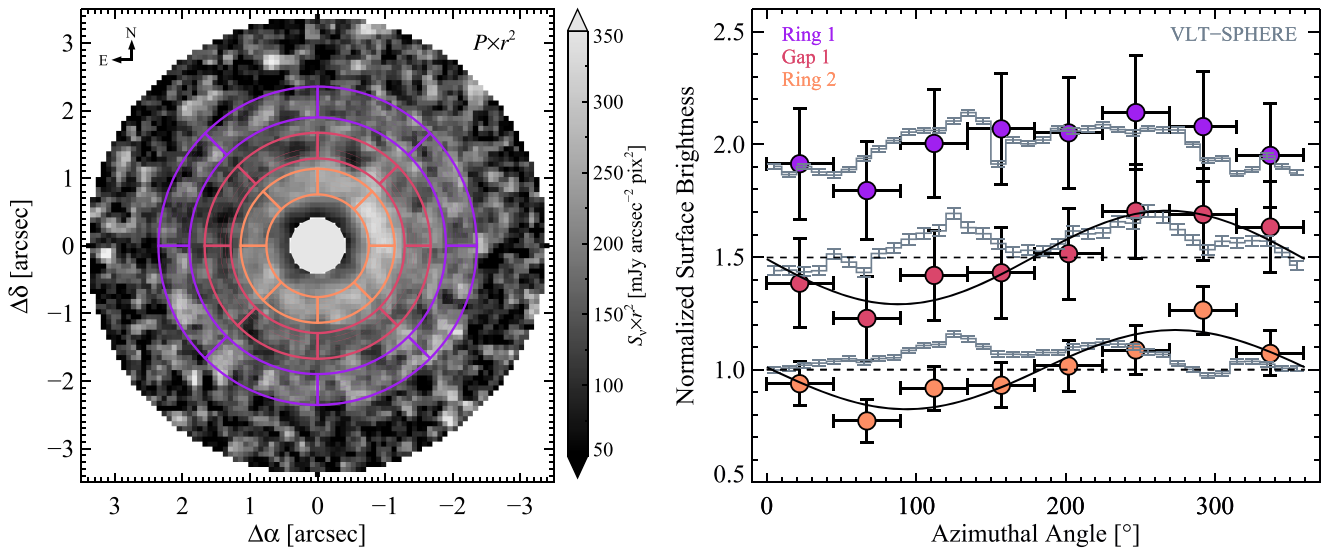 P×r²
N
E
3
2
1
0
−1
−2
−3
3
2
1
0
−1
−2
−3
Δα [arcsec]
Δδ [arcsec]
350
300
250
200
150
100
50
S_ν×r² [mJy arcsec⁻² pix²]
Ring 1
Gap 1
Ring 2
VLT−SPHERE
2.5
2.0
1.5
1.0
0.5
0
100
200
300
Azimuthal Angle [°]
Normalized Surface Brightness